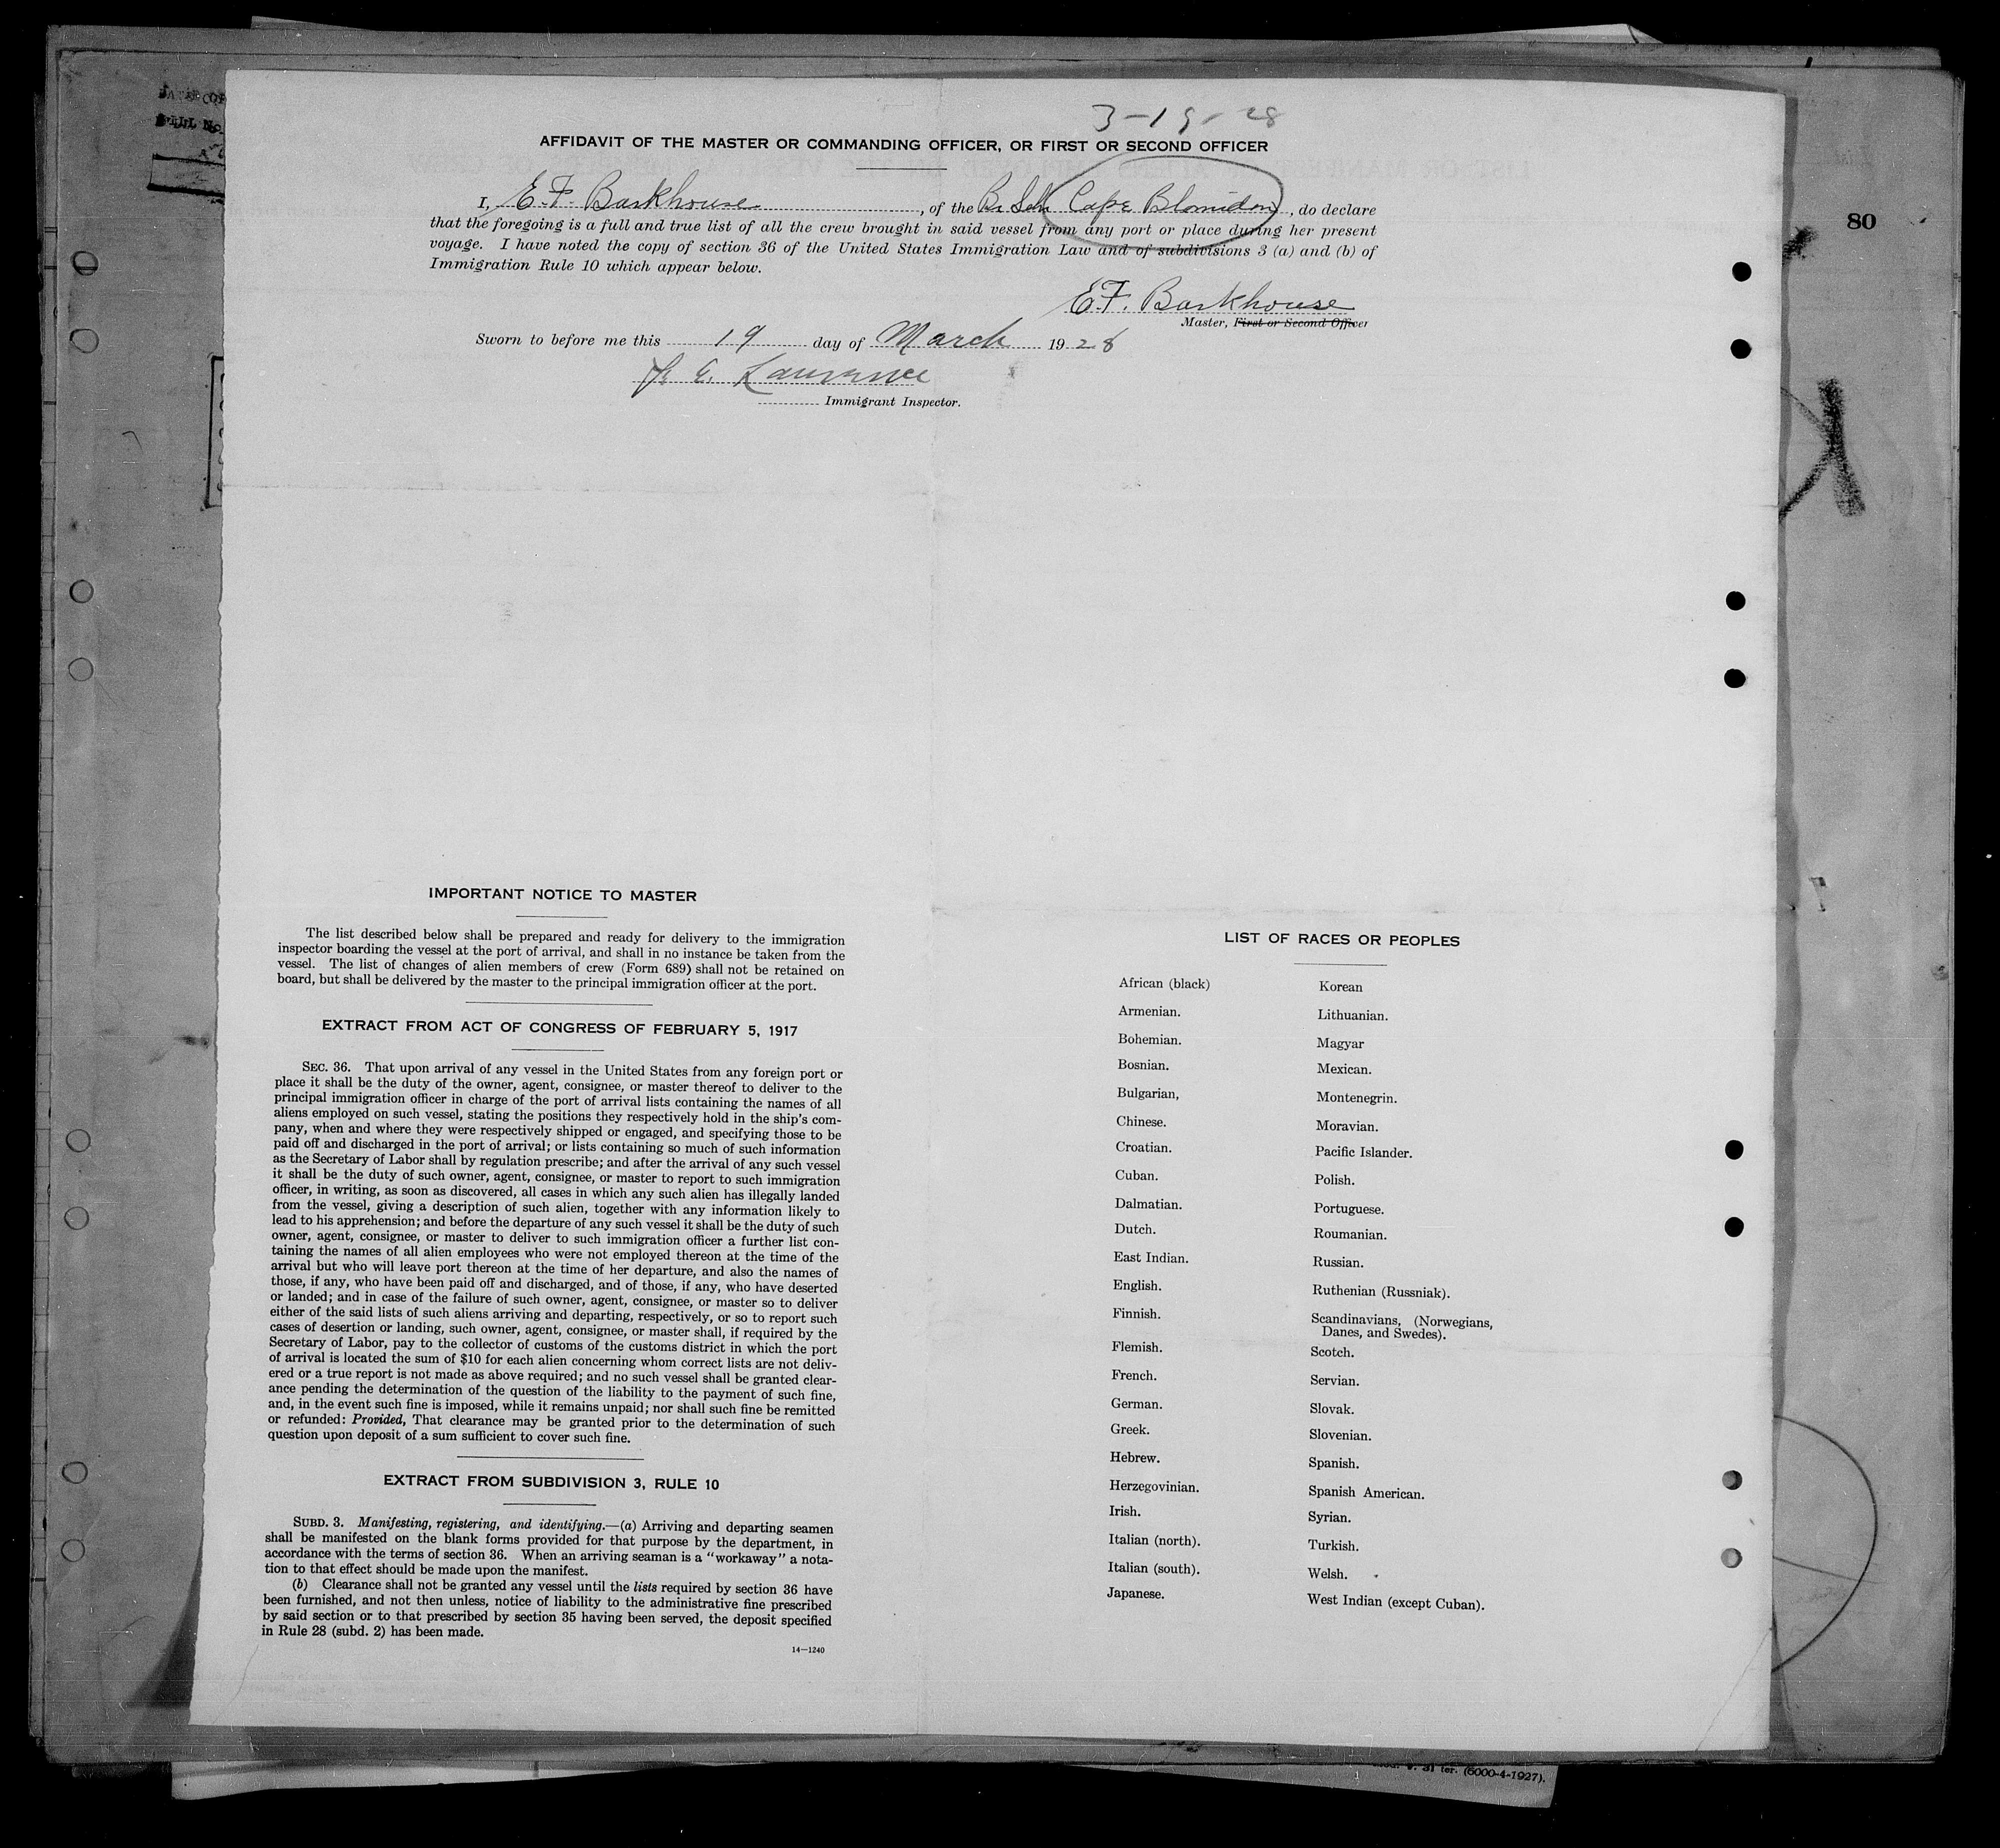 3-19-28
AFFIDAVIT OF THE MASTER OR COMMANDING OFFICER, OR FIRST OR SECOND OFFICER
I, E.F. Barkhouse, of the Br Sch Cape Blomidon, do declare
that the foregoing is a full and true list of all the crew brought in said vessel from any port or place during her present
voyage. I have noted the copy of section 36 of the United States Immigration Law and of subdivisions 3 (a) and (b) of
Immigration Rule 10 which appear below.
E.F. Barkhouse
Master, First or Second Officer
Sworn to before me this 19 day of March 1928
E. Lawrence
Immigrant Inspector.
80
IMPORTANT NOTICE TO MASTER
The list described below shall be prepared and ready for delivery to the immigration
inspector boarding the vessel at the port of arrival, and shall in no instance be taken from the
vessel. The list of changes of alien members of crew (Form 689) shall not be retained on
board, but shall be delivered by the master to the principal immigration officer at the port.
EXTRACT FROM ACT OF CONGRESS OF FEBRUARY 5, 1917
SEC. 36. That upon arrival of any vessel in the United States from any foreign port or
place it shall be the duty of the owner, agent, consignee, or master thereof to deliver to the
principal immigration officer in charge of the port of arrival lists containing the names of all
aliens employed on such vessel, stating the positions they respectively hold in the ship's com-
pany, when and where they were respectively shipped or engaged, and specifying those to be
paid off and discharged in the port of arrival; or lists containing so much of such information
as the Secretary of Labor shall by regulation prescribe; and after the arrival of any such vessel
it shall be the duty of such owner, agent, consignee, or master to report to such immigration
officer, in writing, as soon as discovered, all cases in which any such alien has illegally landed
from the vessel, giving a description of such alien, together with any information likely to
lead to his apprehension; and before the departure of any such vessel it shall be the duty of such
owner, agent, consignee, or master to deliver to such immigration officer a further list con-
taining the names of all alien employees who were not employed thereon at the time of the
arrival but who will leave port thereon at the time of her departure, and also the names of
those, if any, who have been paid off and discharged, and of those, if any, who have deserted
or landed; and in case of the failure of such owner, agent, consignee, or master so to deliver
either of the said lists of such aliens arriving and departing, respectively, or so to report such
cases of desertion or landing, such owner, agent, consignee, or master shall, if required by the
Secretary of Labor, pay to the collector of customs of the customs district in which the port
of arrival is located the sum of $10 for each alien concerning whom correct lists are not deliv-
ered or a true report is not made as above required; and no such vessel shall be granted clear-
ance pending the determination of the question of the liability to the payment of such fine,
and, in the event such fine is imposed, while it remains unpaid; nor shall such fine be remitted
or refunded: Provided, That clearance may be granted prior to the determination of such
question upon deposit of a sum sufficient to cover such fine.
EXTRACT FROM SUBDIVISION 3, RULE 10
SUBD. 3. Manifesting, registering, and identifying.—(a) Arriving and departing seamen
shall be manifested on the blank forms provided for that purpose by the department, in
accordance with the terms of section 36. When an arriving seaman is a "workaway" a nota-
tion to that effect should be made upon the manifest.
(b) Clearance shall not be granted any vessel until the lists required by section 36 have
been furnished, and not then unless, notice of liability to the administrative fine prescribed
by said section or to that prescribed by section 35 having been served, the deposit specified
in Rule 28 (subd. 2) has been made.
14—1240
LIST OF RACES OR PEOPLES
African (black)
Armenian.
Bohemian.
Bosnian.
Bulgarian,
Chinese.
Croatian.
Cuban.
Dalmatian.
Dutch.
East Indian.
English.
Finnish.
Flemish.
French.
German.
Greek.
Hebrew.
Herzegovinian.
Irish.
Italian (north).
Italian (south).
Japanese.
Korean
Lithuanian.
Magyar
Mexican.
Montenegrin.
Moravian.
Pacific Islander.
Polish.
Portuguese.
Roumanian.
Russian.
Ruthenian (Russniak).
Scandinavians, (Norwegians,
Danes, and Swedes).
Scotch.
Servian.
Slovak.
Slovenian.
Spanish.
Spanish American.
Syrian.
Turkish.
Welsh.
West Indian (except Cuban).
(6000-4-1927).